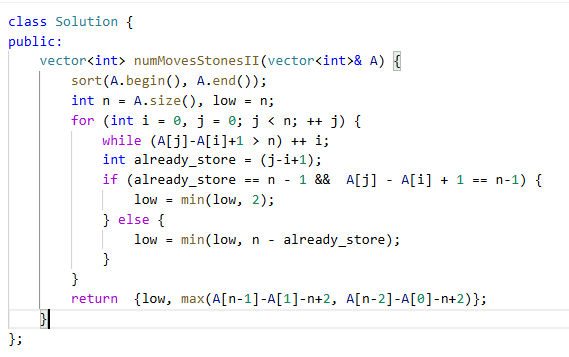 class Solution {
public:
    vector<int> numMovesStonesII(vector<int>& A) {
        sort(A.begin(), A.end());
        int n = A.size(), low = n;
        for (int i = 0, j = 0; j < n; ++ j) {
            while (A[j]-A[i]+1 > n) ++ i;
            int already_store = (j-i+1);
            if (already_store == n - 1 &&  A[j] - A[i] + 1 == n-1) {
                low = min(low, 2);
            } else {
                low = min(low, n - already_store);
            }
        }
        return  {low, max(A[n-1]-A[1]-n+2, A[n-2]-A[0]-n+2)};
    }
};